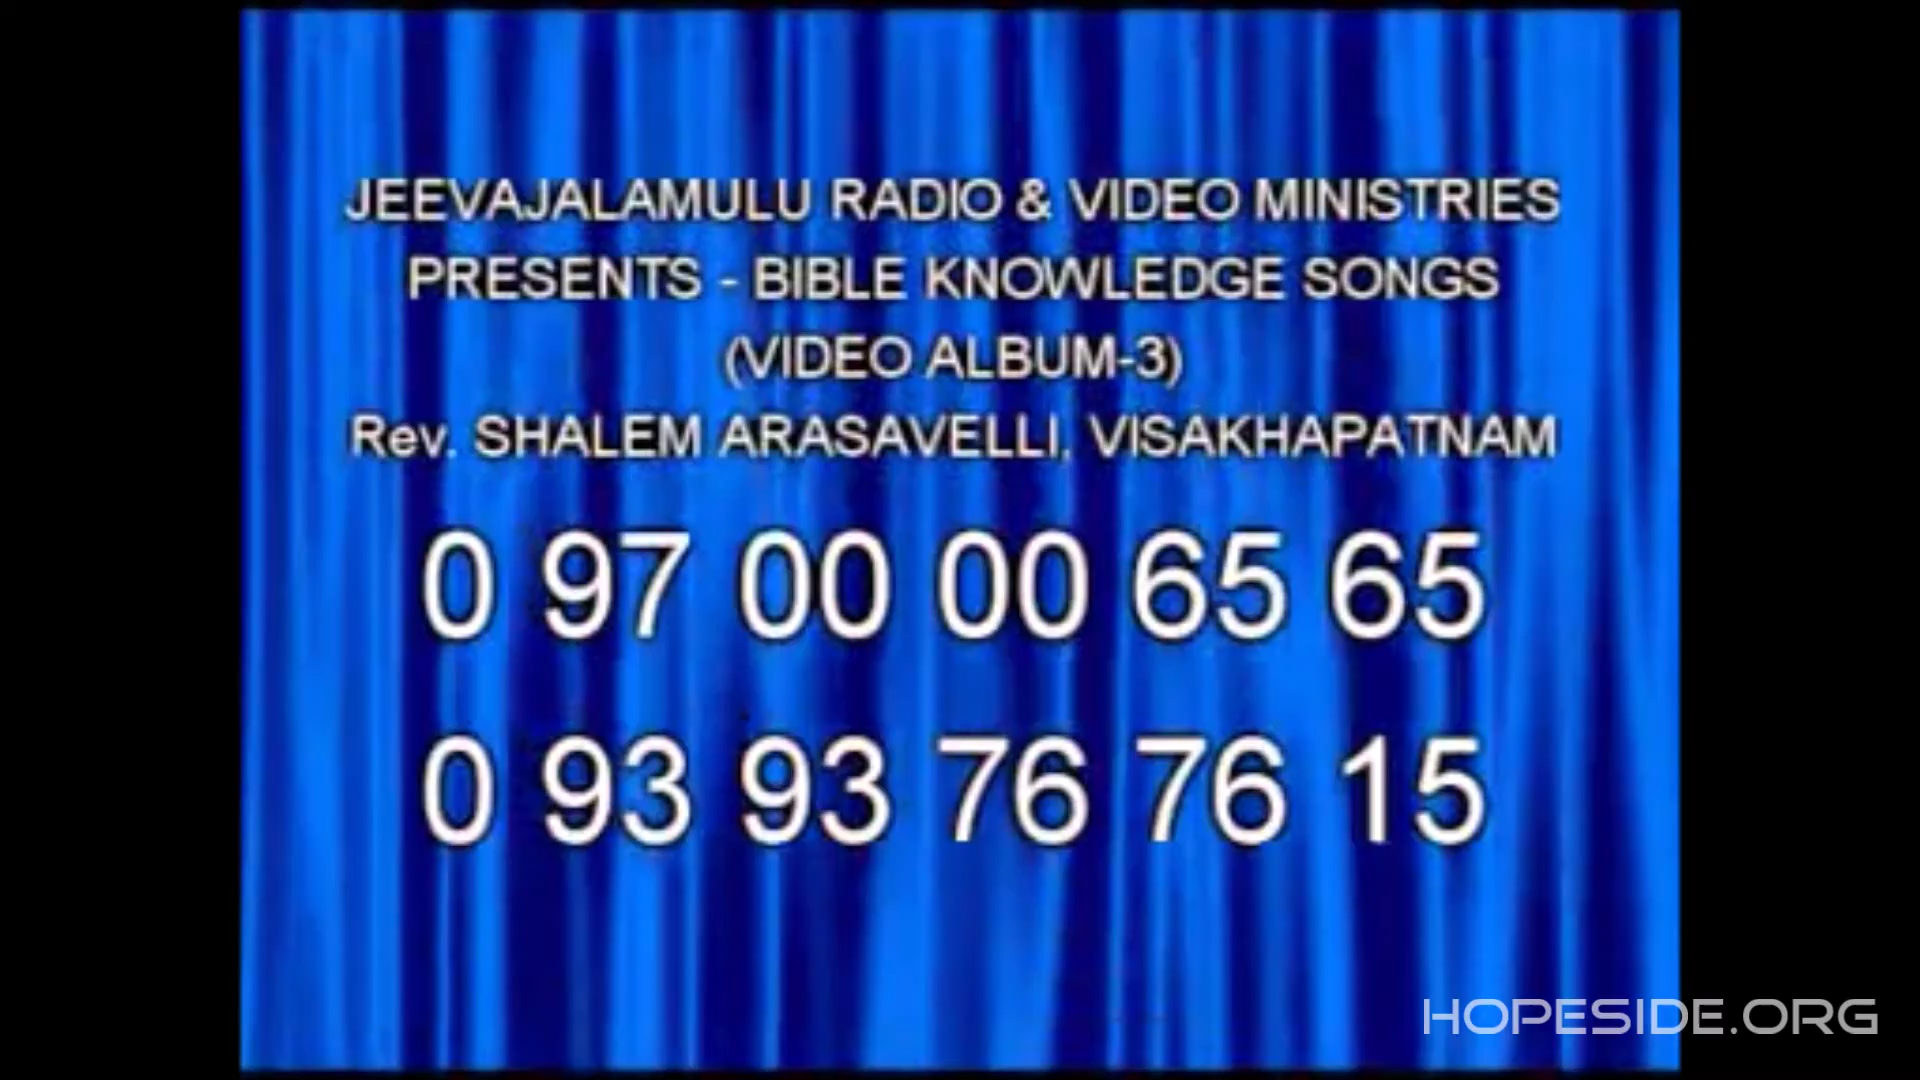 JEEVAJALAMULU RADIO & VIDEO MINISTRIES
PRESENTS - BIBLE KNOWLEDGE SONGS
(VIDEO ALBUM-3)
Rev. SHALEM ARASAVELLI, VISAKHAPATNAM
0 97 00 00 65 65
0 93 93 76 76 15
HOPESIDE.ORG